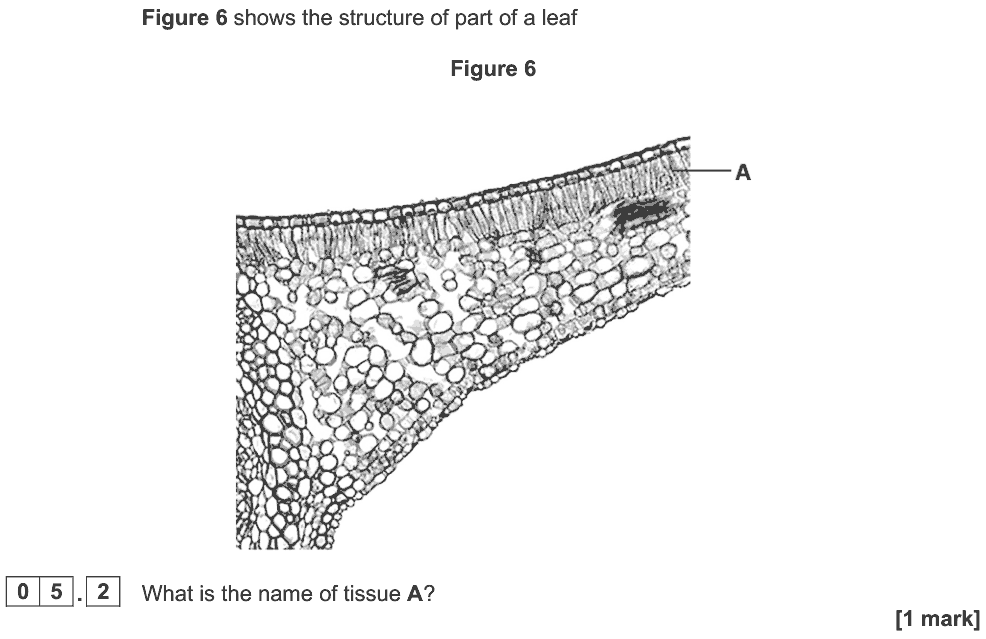 Figure 6 shows the structure of part of a leaf
Figure 6
A
0 5 . 2 What is the name of tissue A?
[1 mark]